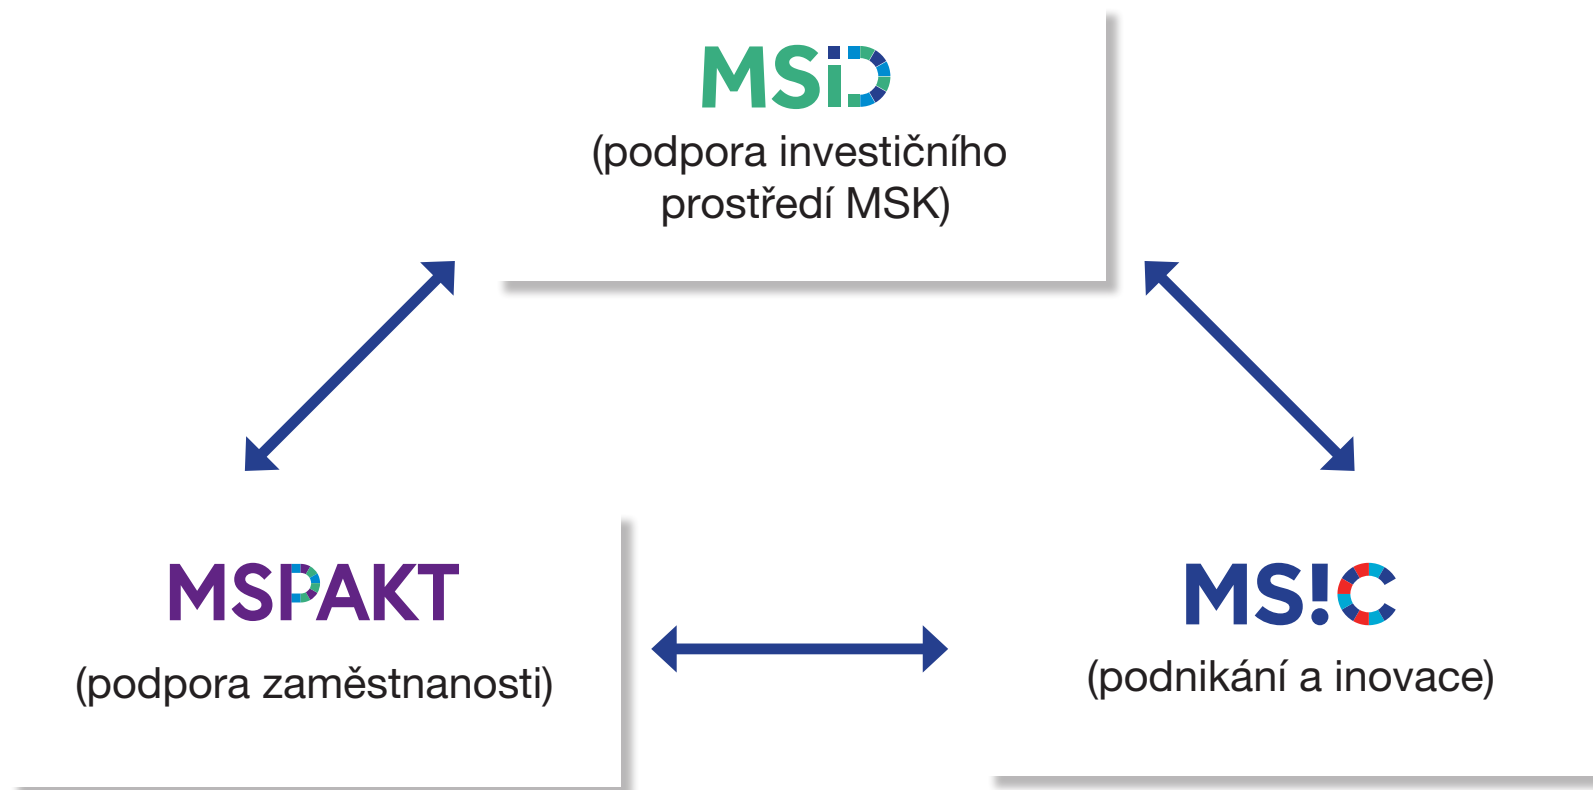 MSiD
(podpora investičního
prostředí MSK)
MSPAKT
(podpora zaměstnanosti)
MS!C
(podnikání a inovace)